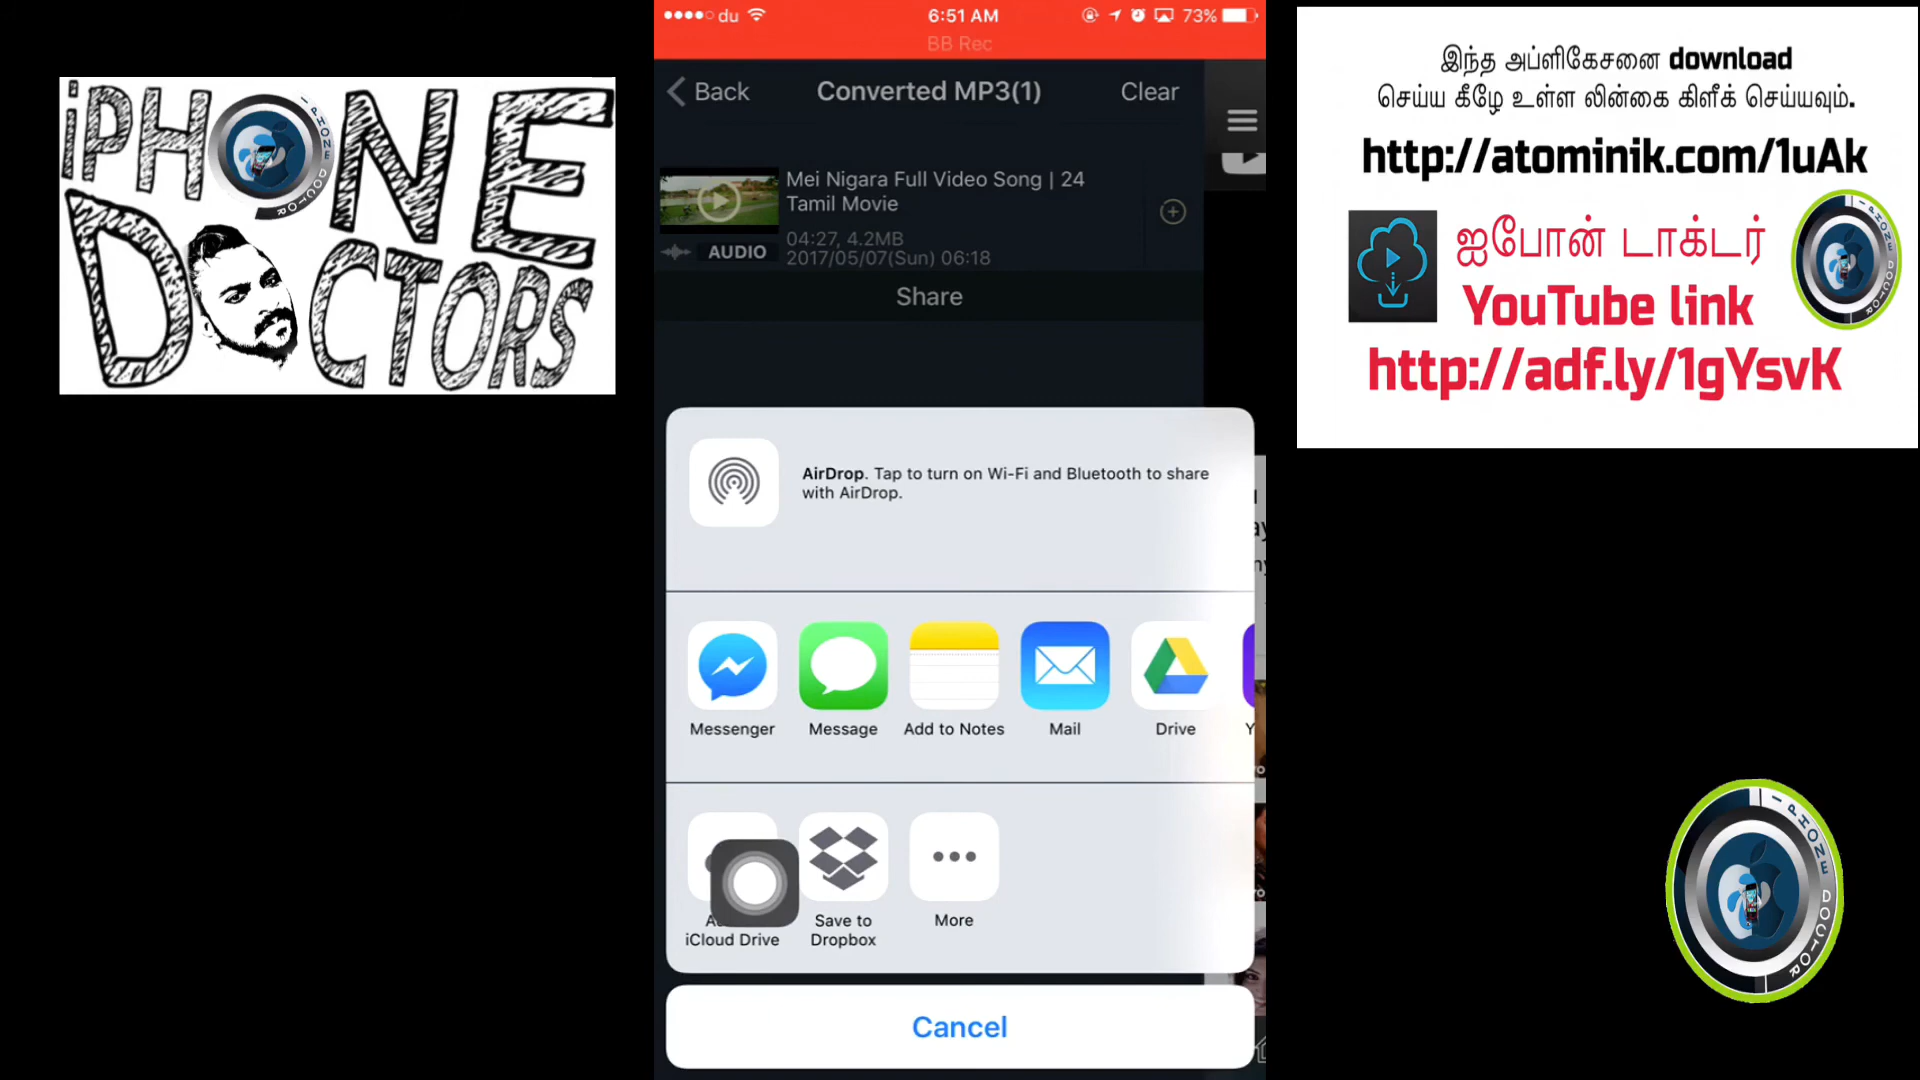 iPHONE
DOCTORS
du
6:51 AM
73%
BB Rec
Back
Converted MP3(1)
Clear
Mei Nigara Full Video Song | 24
Tamil Movie
04:27, 4.2MB
AUDIO
2017/05/07(Sun) 06:18
Share
AirDrop. Tap to turn on Wi-Fi and Bluetooth to share
with AirDrop.
Messenger
Message
Add to Notes
Mail
Drive
iCloud Drive
Save to
Dropbox
More
Cancel
இந்த அப்ளிகேசனை download
செய்ய கீழே உள்ள லின்கை கிளீக் செய்யவும்.
http://atominik.com/1uAk
ஐபோன் டாக்டர்
YouTube link
http://adf.ly/1gYsvK
I PHONE DOCTOR